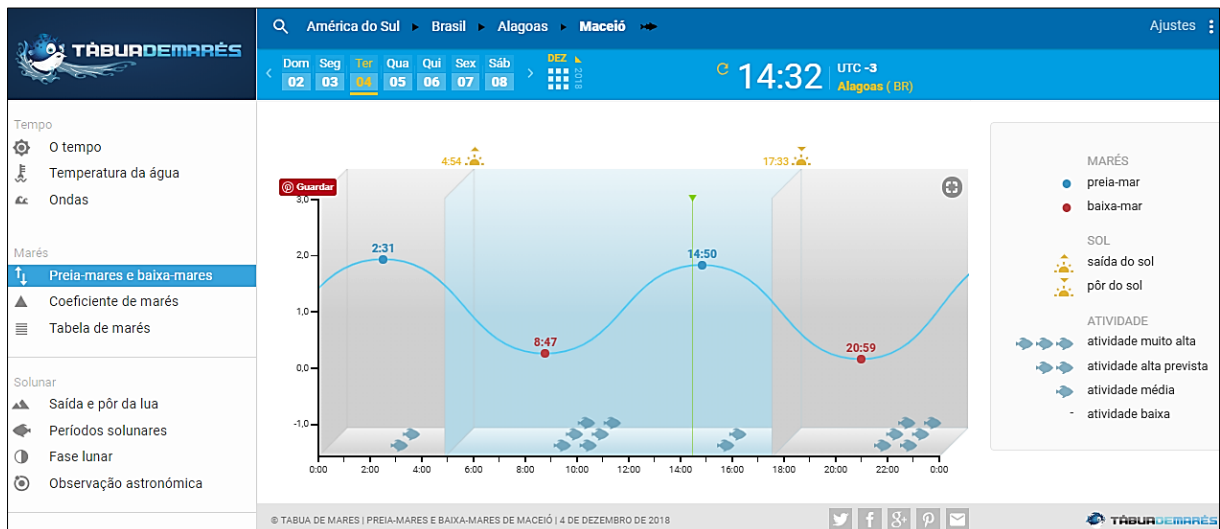 TÁBUADEMARÉS
América do Sul Brasil Alagoas Maceió
Ajustes
Dom Seg Ter Qua Qui Sex Sáb
02 03 04 05 06 07 08
DEZ
2018
14:32
UTC -3
Alagoas ( BR)
Tempo
O tempo
Temperatura da água
Ondas
Marés
Preia-mares e baixa-mares
Coeficiente de marés
Tabela de marés
Solunar
Saída e pôr da lua
Períodos solunares
Fase lunar
Observação astronómica
4:54
17:33
Guardar
3,0
2,0
1,0
0,0
-1,0
2:31
14:50
8:47
20:59
0:00 2:00 4:00 6:00 8:00 10:00 12:00 14:00 16:00 18:00 20:00 22:00 0:00
MARÉS
preia-mar
baixa-mar
SOL
saída do sol
pôr do sol
ATIVIDADE
atividade muito alta
atividade alta prevista
atividade média
- atividade baixa
© TABUA DE MARES | PREIA-MARES E BAIXA-MARES DE MACEIÓ | 4 DE DEZEMBRO DE 2018
TÁBUADEMARÉS